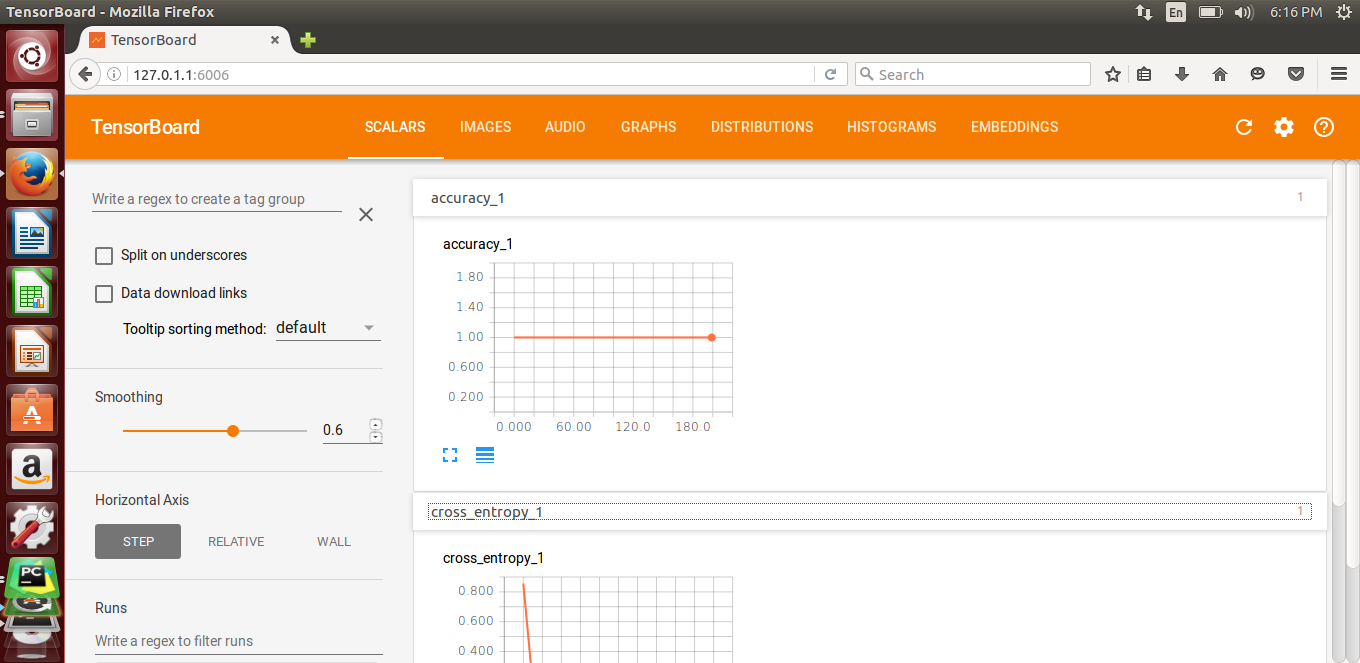 TensorBoard - Mozilla Firefox
En
6:16 PM
TensorBoard
127.0.1.1:6006
Search
TensorBoard
SCALARS
IMAGES
AUDIO
GRAPHS
DISTRIBUTIONS
HISTOGRAMS
EMBEDDINGS
Write a regex to create a tag group
Split on underscores
Data download links
Tooltip sorting method: default
Smoothing
0.6
Horizontal Axis
STEP
RELATIVE
WALL
Runs
Write a regex to filter runs
accuracy_1
1
accuracy_1
1.80
1.40
1.00
0.600
0.200
0.000 60.00 120.0 180.0
cross_entropy_1
1
cross_entropy_1
0.800
0.600
0.400
PC